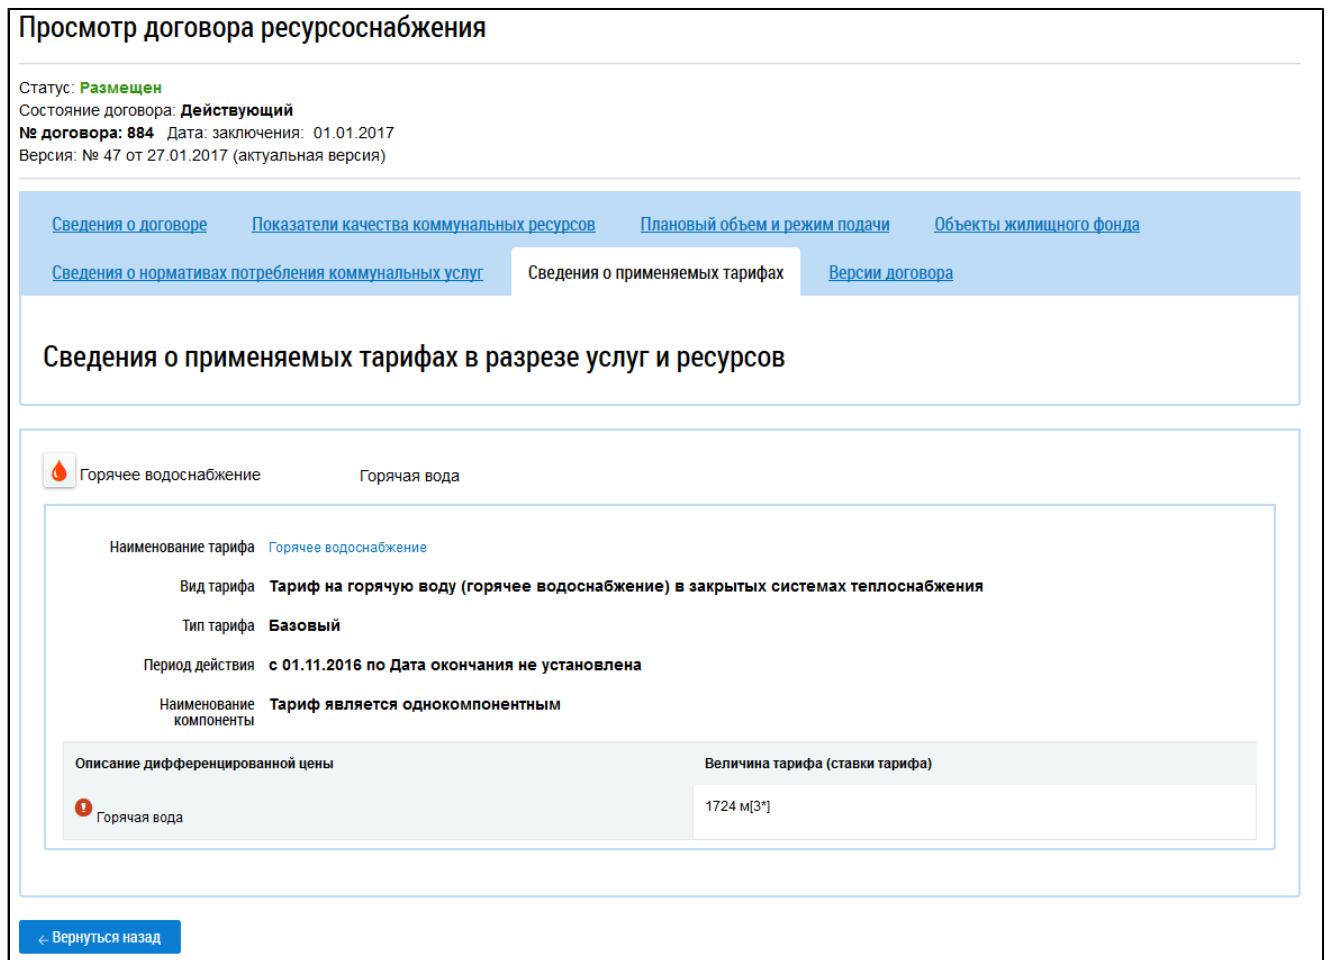 Просмотр договора ресурсоснабжения
Статус: Размещен
Состояние договора: Действующий
№ договора: 884 Дата: заключения: 01.01.2017
Версия: № 47 от 27.01.2017 (актуальная версия)
Сведения о договоре Показатели качества коммунальных ресурсов Плановый объем и режим подачи Объекты жилищного фонда
Сведения о нормативах потребления коммунальных услуг Сведения о применяемых тарифах Версии договора
Сведения о применяемых тарифах в разрезе услуг и ресурсов
Горячее водоснабжение Горячая вода
Наименование тарифа Горячее водоснабжение
Вид тарифа Тариф на горячую воду (горячее водоснабжение) в закрытых системах теплоснабжения
Тип тарифа Базовый
Период действия с 01.11.2016 по Дата окончания не установлена
Наименование Тариф является однокомпонентным
компоненты
Описание дифференцированной цены Величина тарифа (ставки тарифа)
Горячая вода 1724 м[3*]
← Вернуться назад